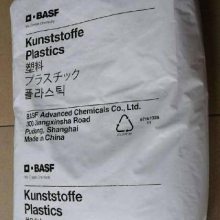 BASF
Kunststoffe
Plastics
塑料
プラスチック
플라스틱
BASF Advanced Chemicals Co., Ltd.
300 Jiangxinsha Road
Pudong, Shanghai
Made in China
BASF
Kunststoffe
Plastics